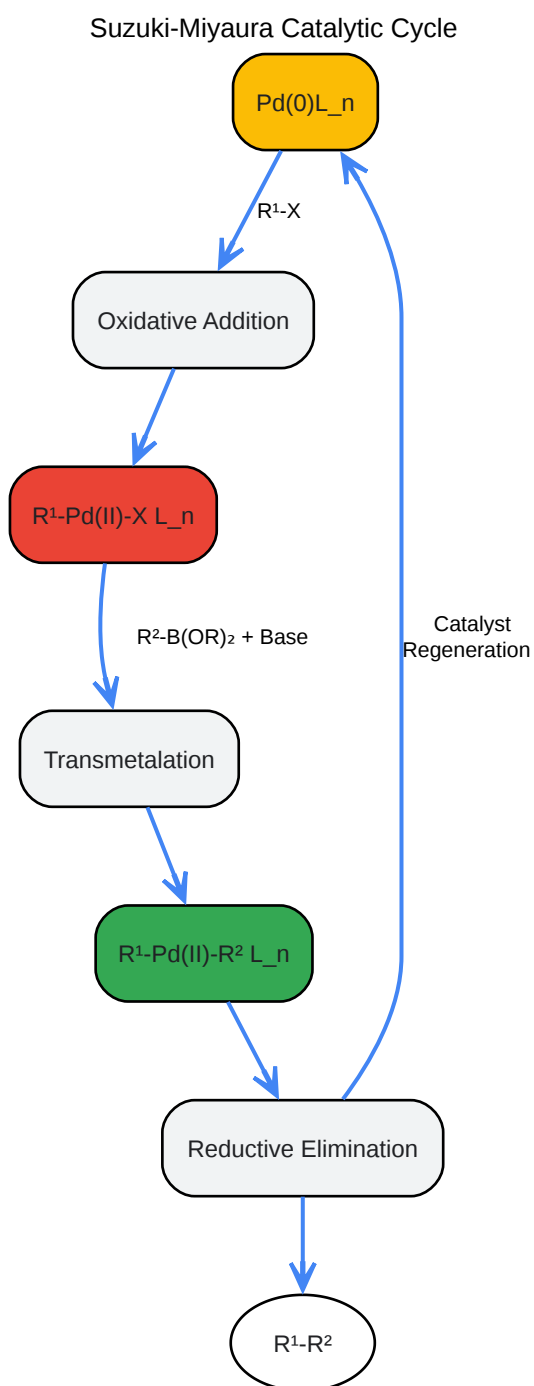 Suzuki-Miyaura Catalytic Cycle
Pd(0)L_n
R¹-X
Oxidative Addition
R¹-Pd(II)-X L_n
R²-B(OR)₂ + Base
Catalyst
Regeneration
Transmetalation
R¹-Pd(II)-R² L_n
Reductive Elimination
R¹-R²